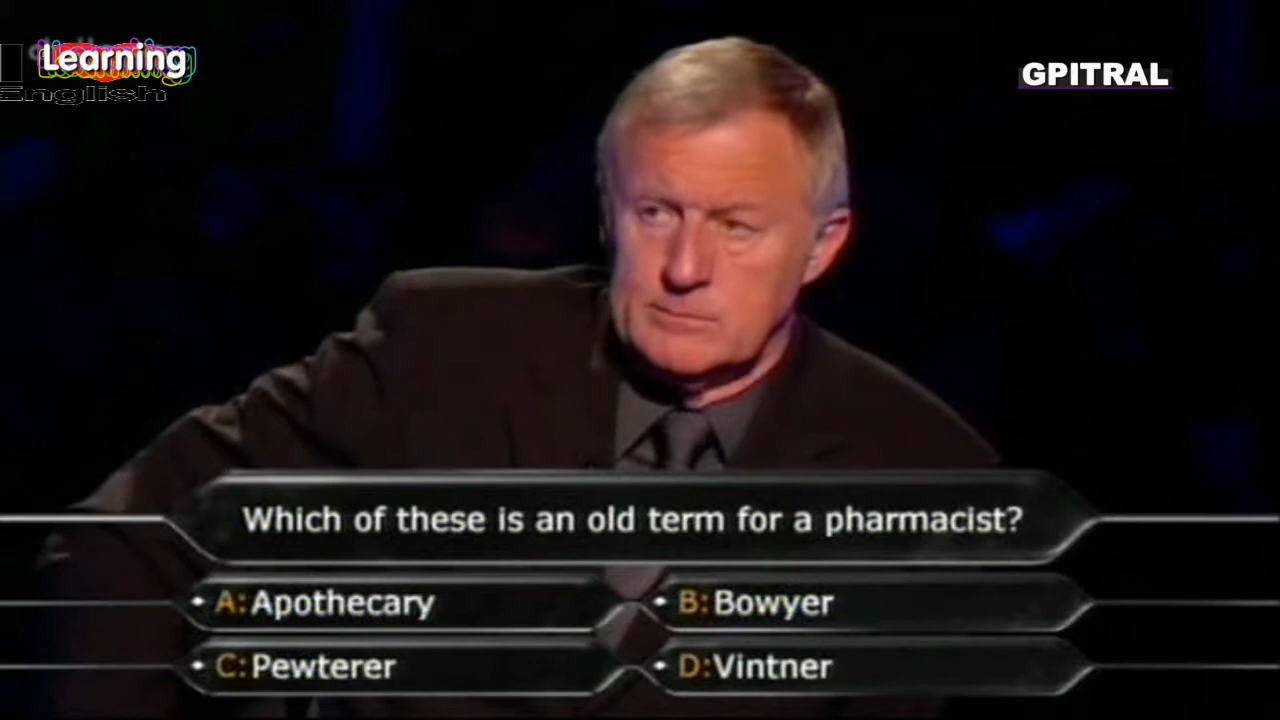 Learning
English
GPITRAL
Which of these is an old term for a pharmacist?
A: Apothecary
B: Bowyer
C: Pewterer
D: Vintner